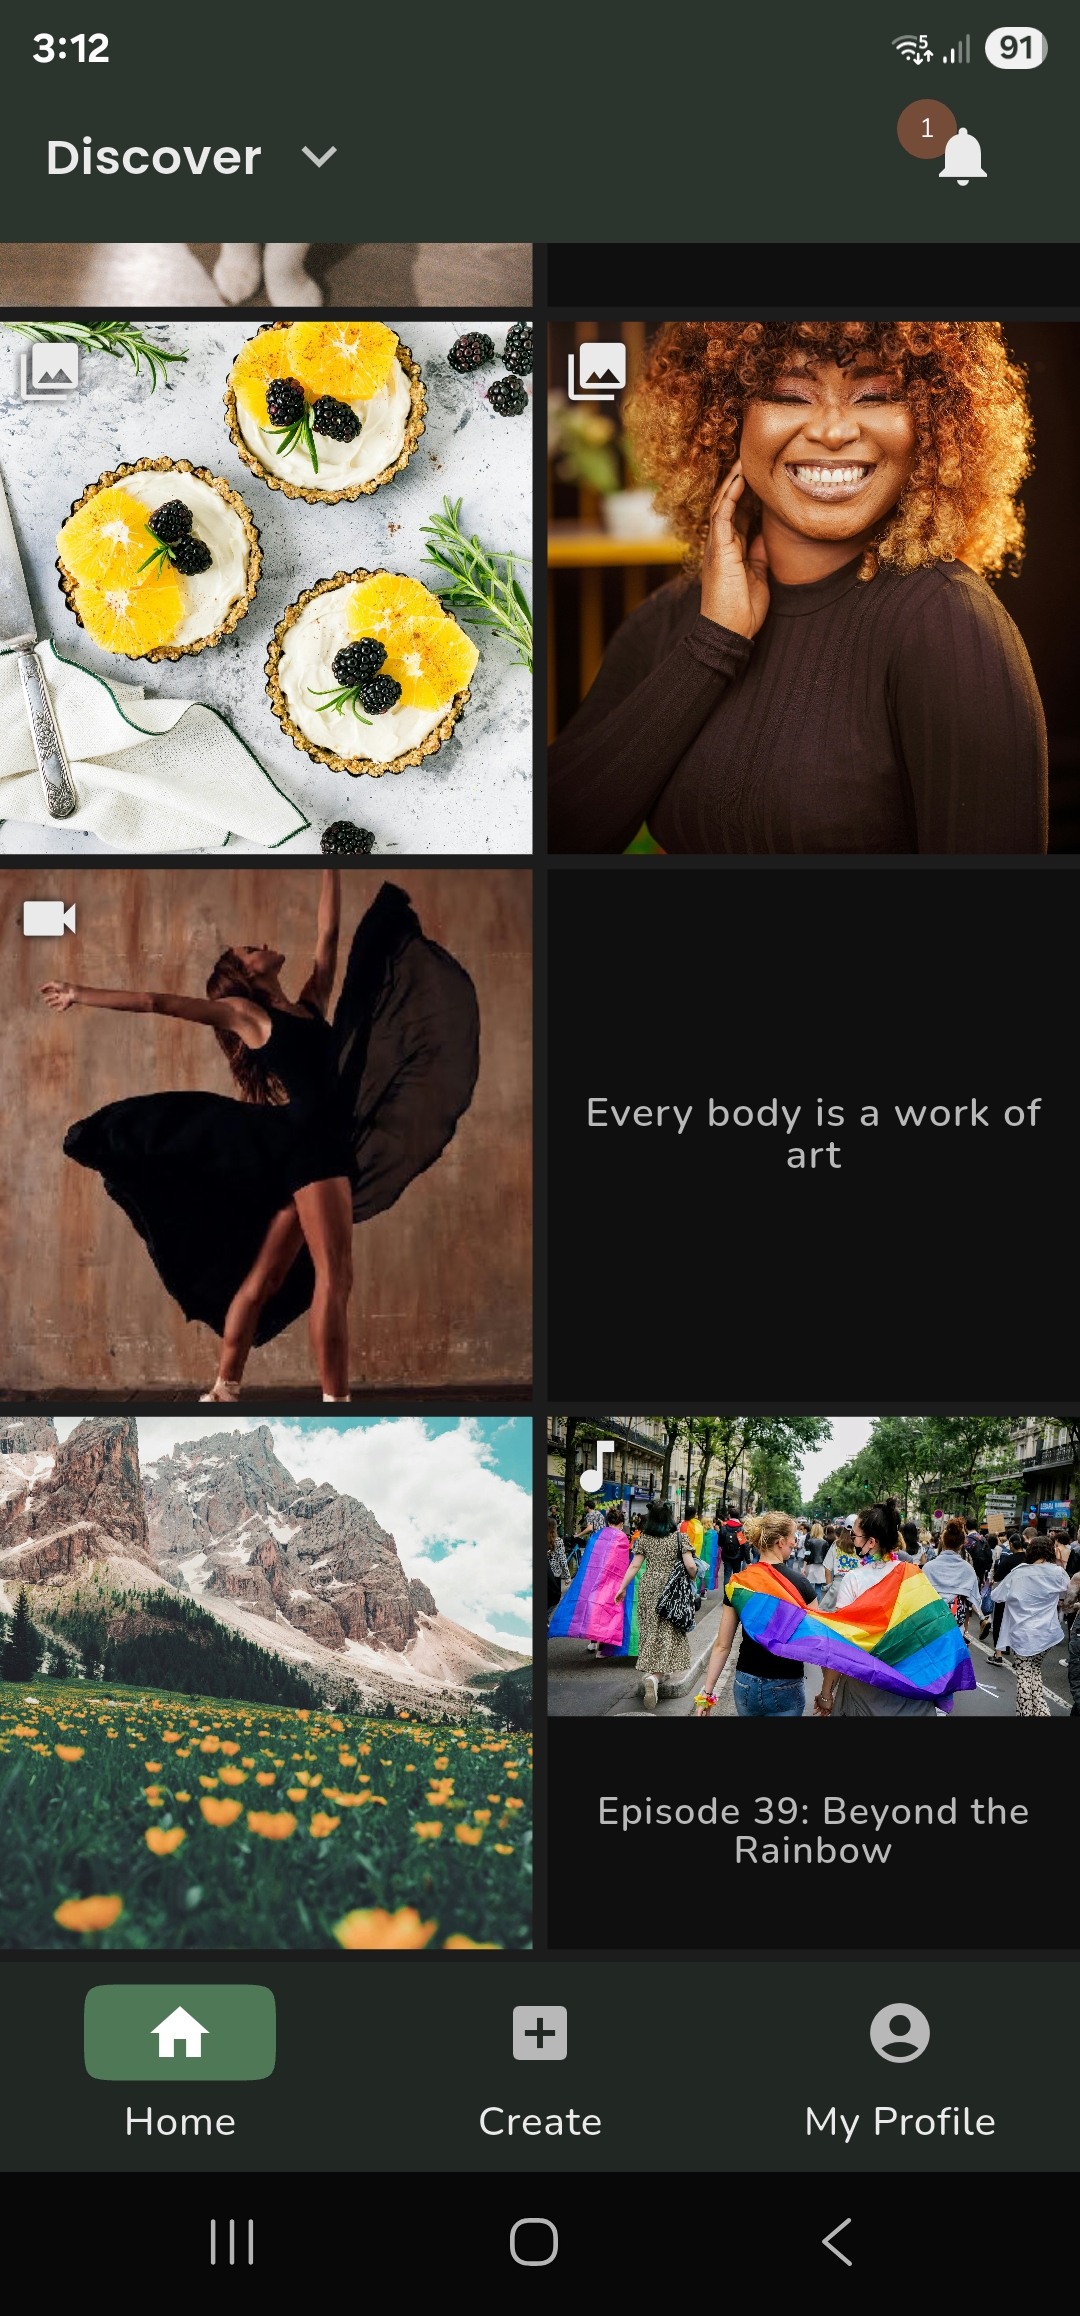 3:12
5
91
Discover
1
Every body is a work of
art
Episode 39: Beyond the
Rainbow
Home
Create
My Profile